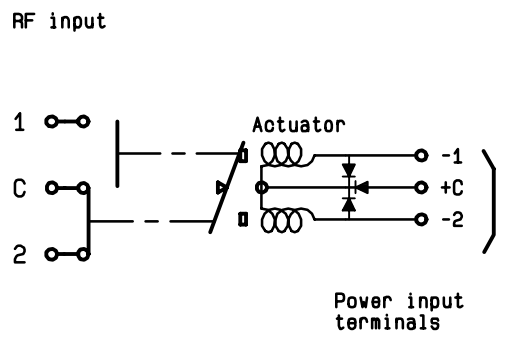 RF input
1
Actuator
-1
C
+C
-2
2
Power input
terminals